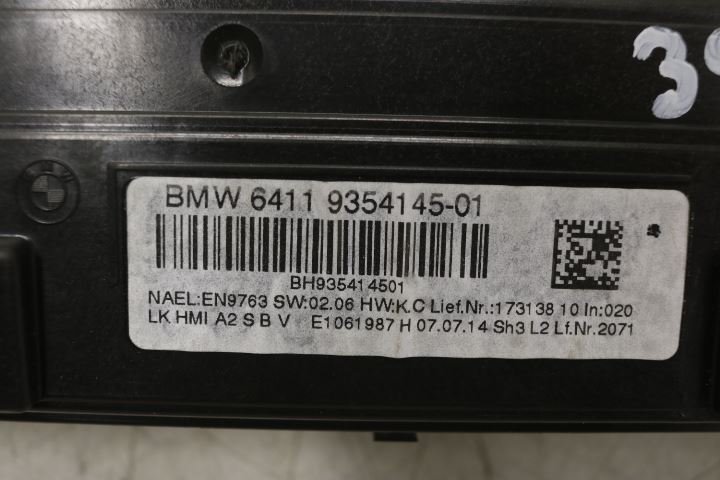 39
BMW 6411 9354145-01
BH935414501
NAEL:EN9763 SW:02.06 HW:K.C Lief.Nr.:173138 10 In:020
LK HMI A2 S B V E1061987 H 07.07.14 Sh3 L2 Lf.Nr.2071